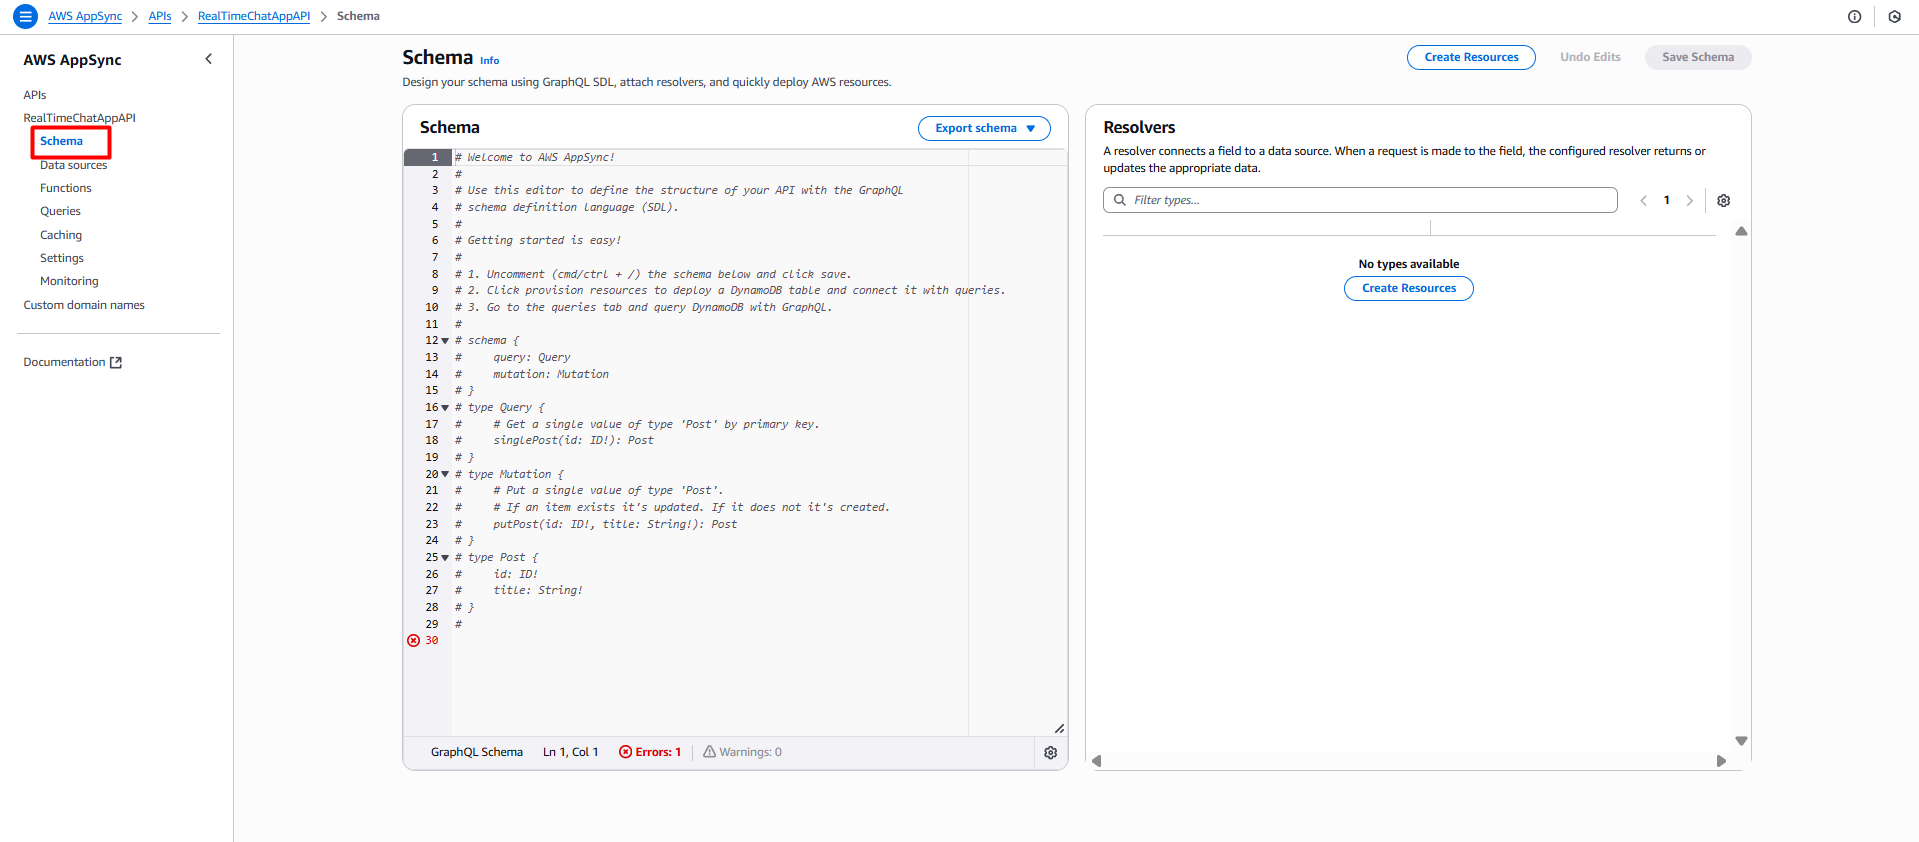 AWS AppSync > APIs > RealTimeChatAppAPI > Schema
AWS AppSync
APIs
RealTimeChatAppAPI
Schema
Data sources
Functions
Queries
Caching
Settings
Monitoring
Custom domain names
Documentation
Schema Info
Design your schema using GraphQL SDL, attach resolvers, and quickly deploy AWS resources.
Create Resources
Undo Edits
Save Schema
Schema
Export schema
1 # Welcome to AWS AppSync!
2 #
3 # Use this editor to define the structure of your API with the GraphQL
4 # schema definition language (SDL).
5 #
6 # Getting started is easy!
7 #
8 # 1. Uncomment (cmd/ctrl + /) the schema below and click save.
9 # 2. Click provision resources to deploy a DynamoDB table and connect it with queries.
10 # 3. Go to the queries tab and query DynamoDB with GraphQL.
11 #
12 # schema {
13 #     query: Query
14 #     mutation: Mutation
15 # }
16 # type Query {
17 #     # Get a single value of type 'Post' by primary key.
18 #     singlePost(id: ID!): Post
19 # }
20 # type Mutation {
21 #     # Put a single value of type 'Post'.
22 #     # If an item exists it's updated. If it does not it's created.
23 #     putPost(id: ID!, title: String!): Post
24 # }
25 # type Post {
26 #     id: ID!
27 #     title: String!
28 # }
29 #
30
GraphQL Schema
Ln 1, Col 1
Errors: 1
Warnings: 0
Resolvers
A resolver connects a field to a data source. When a request is made to the field, the configured resolver returns or
updates the appropriate data.
Filter types...
1
No types available
Create Resources